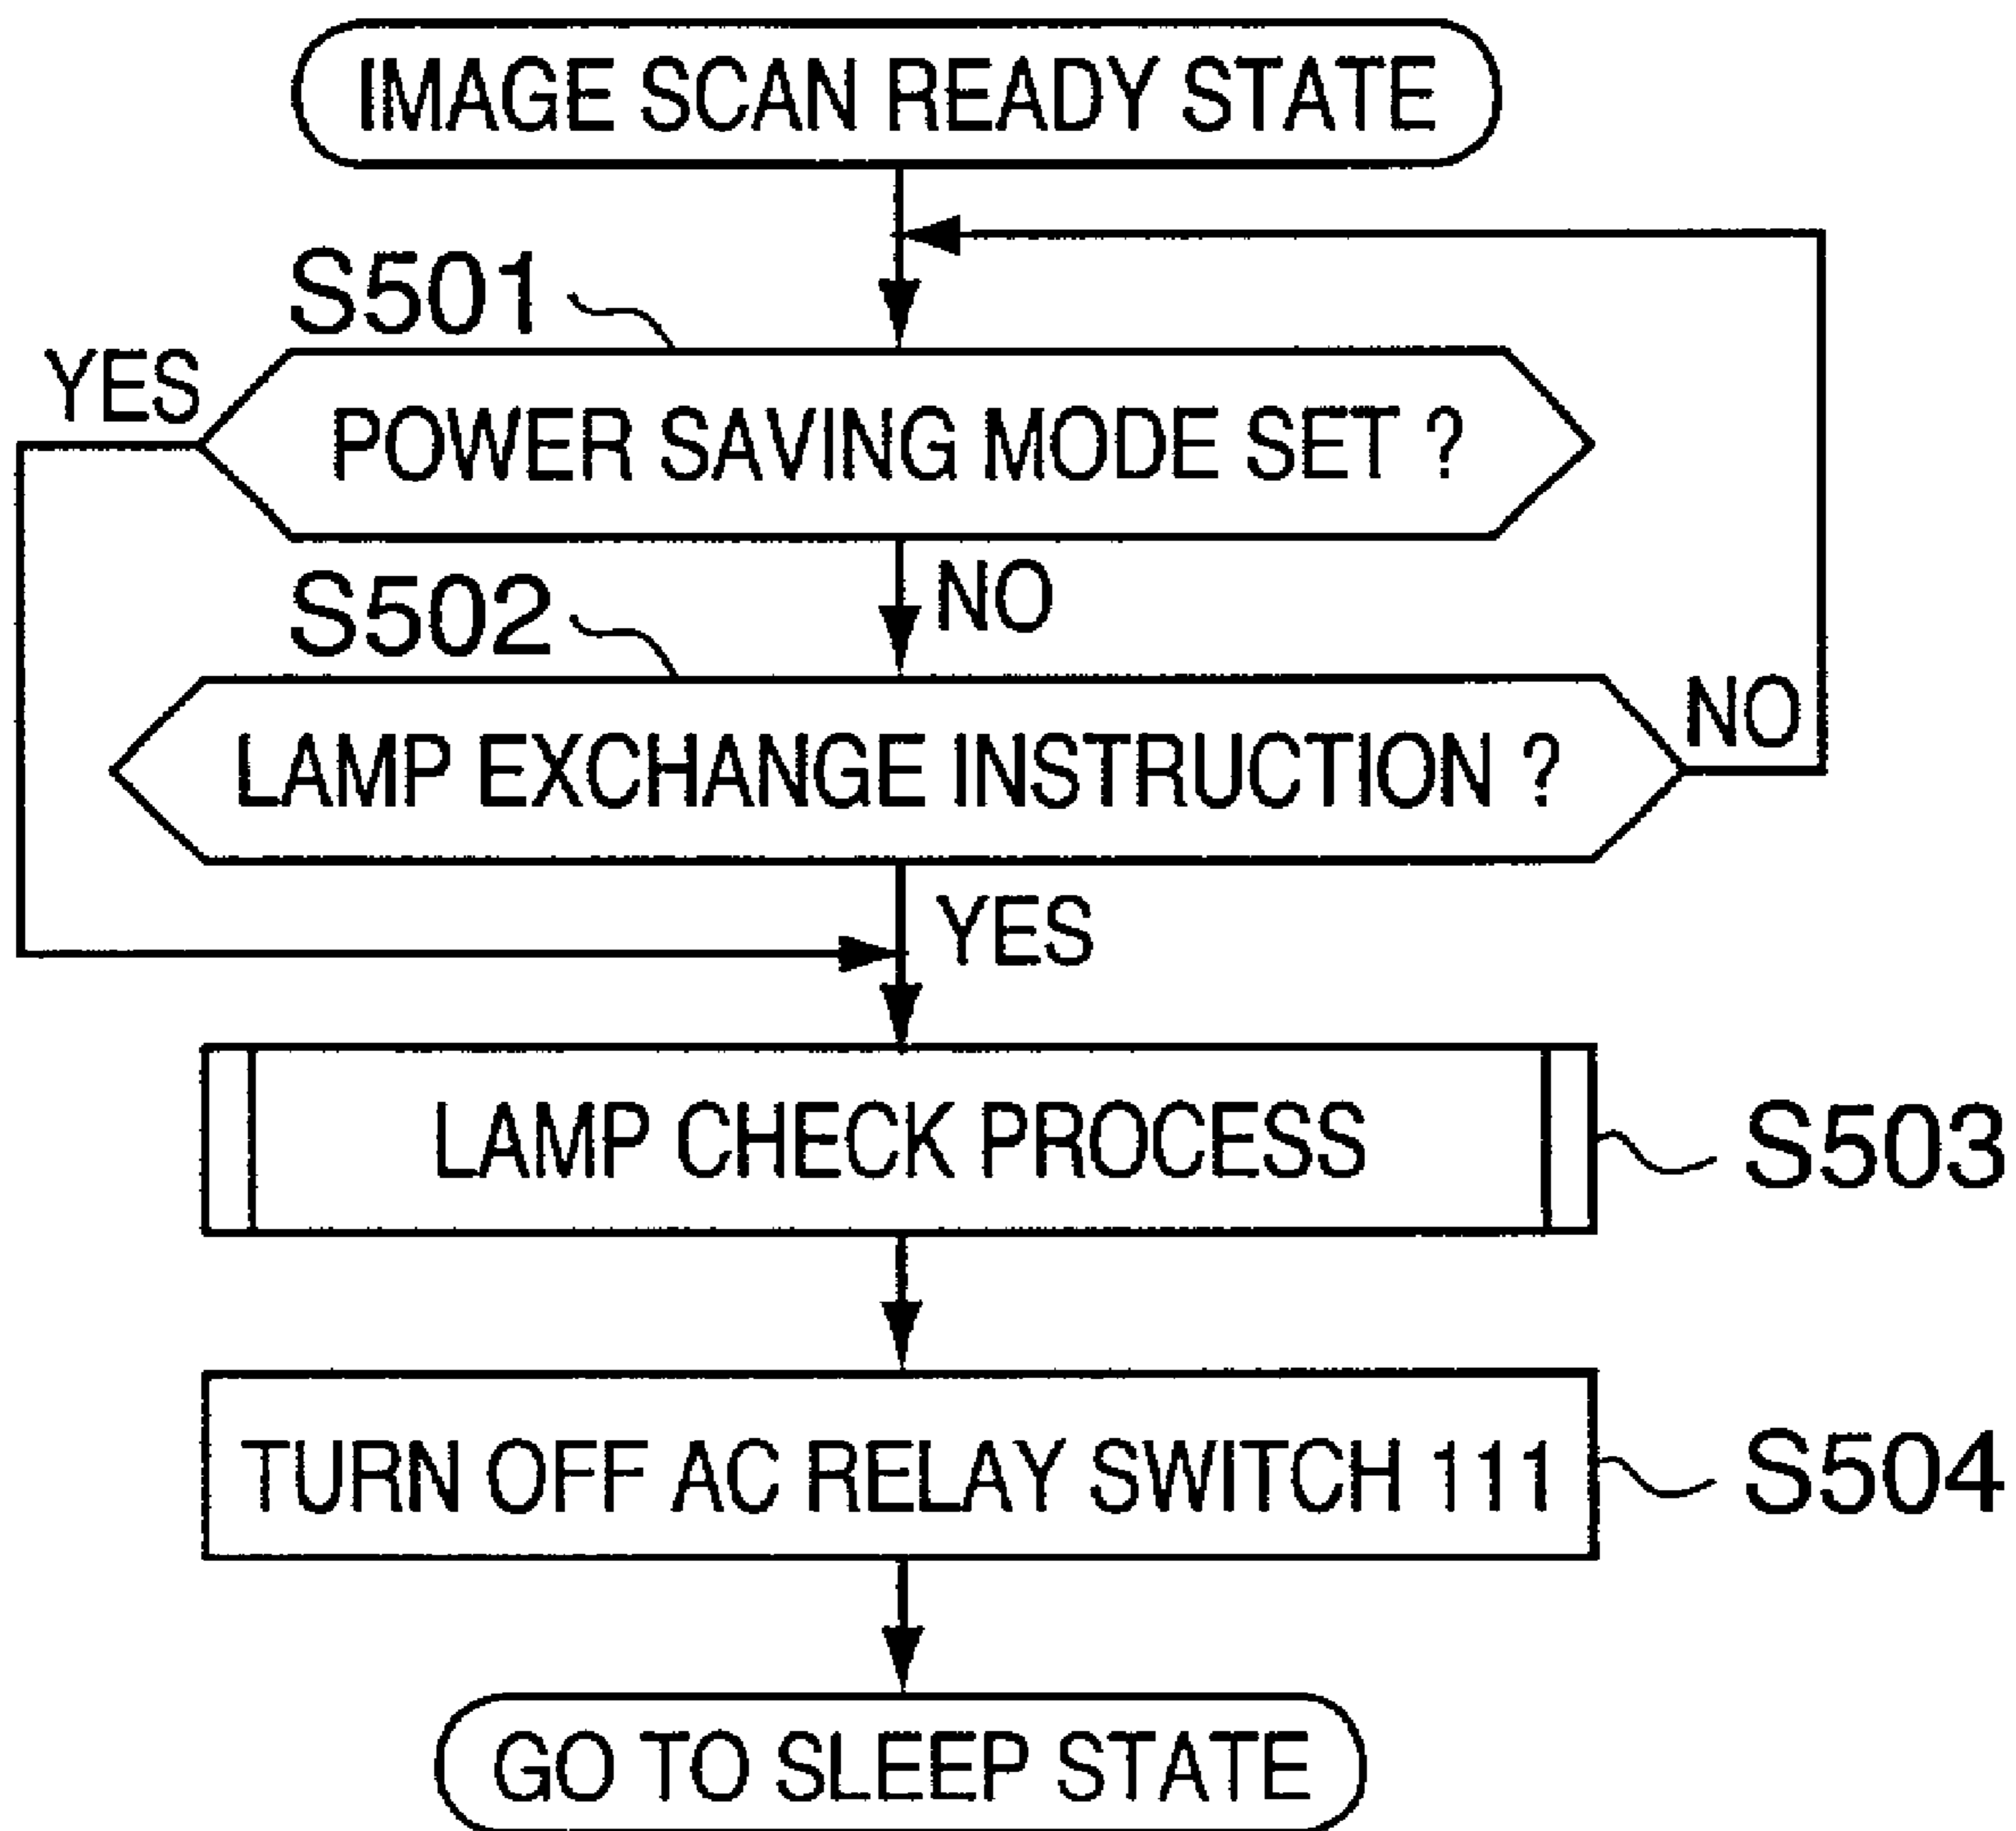 IMAGE SCAN READY STATE
S501
YES
POWER SAVING MODE SET ?
NO
S502
LAMP EXCHANGE INSTRUCTION ?
NO
YES
LAMP CHECK PROCESS
S503
TURN OFF AC RELAY SWITCH 111
S504
GO TO SLEEP STATE